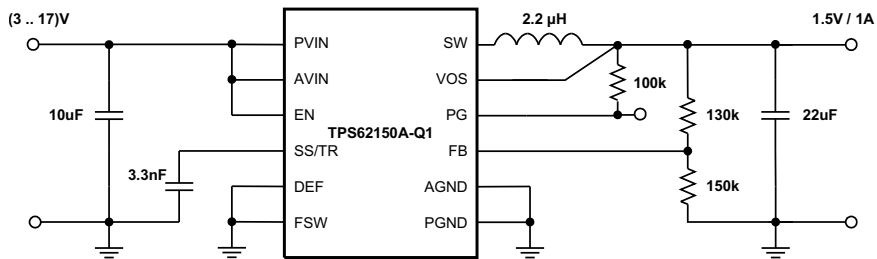 (3 .. 17)V
2.2 µH
1.5V / 1A
PVIN
SW
AVIN
VOS
100k
10uF
EN
PG
130k
22uF
TPS62150A-Q1
SS/TR
FB
3.3nF
DEF
AGND
150k
FSW
PGND